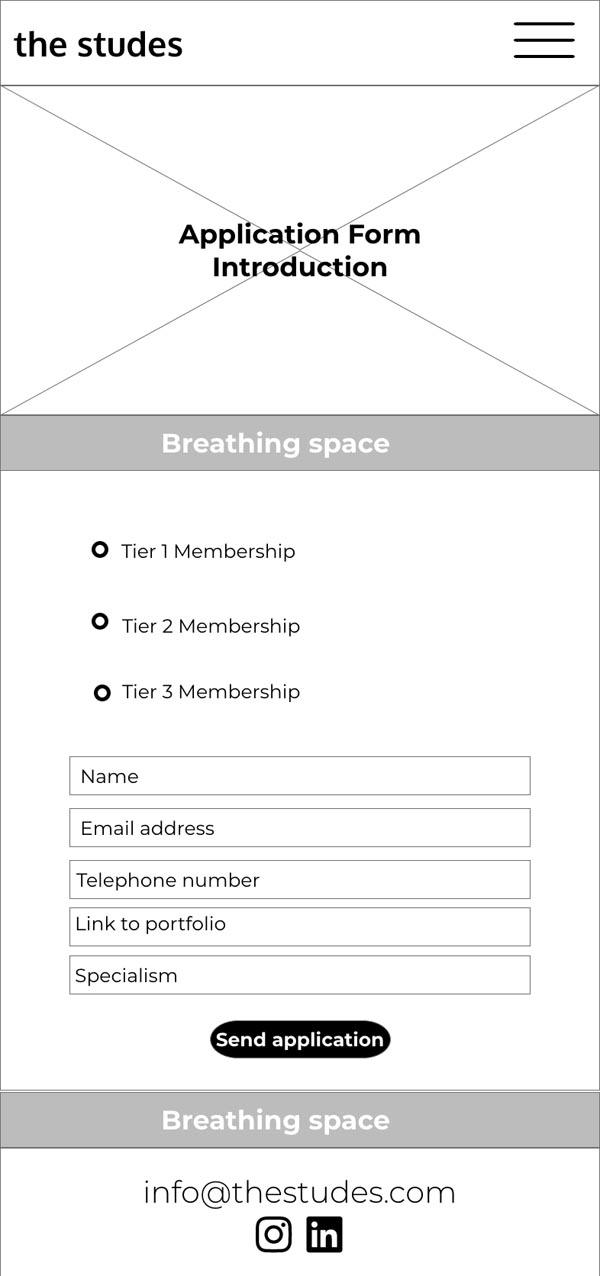 the studes
Application Form
Introduction
Breathing space
Tier 1 Membership
Tier 2 Membership
Tier 3 Membership
Name
Email address
Telephone number
Link to portfolio
Specialism
Send application
Breathing space
info@thestudes.com
in